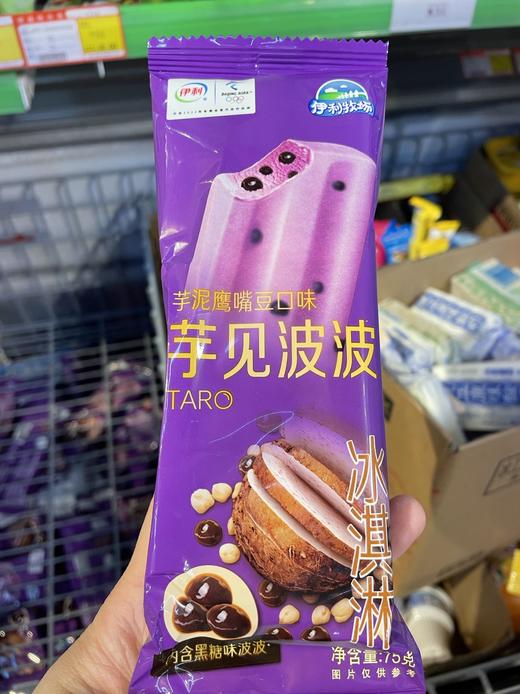 伊利
BEIJING 2022
伊利牧场
芋泥鹰嘴豆口味
芋见波波
TARO
冰淇淋
内含黑糖味波波
净含量:75克
图片仅供参考